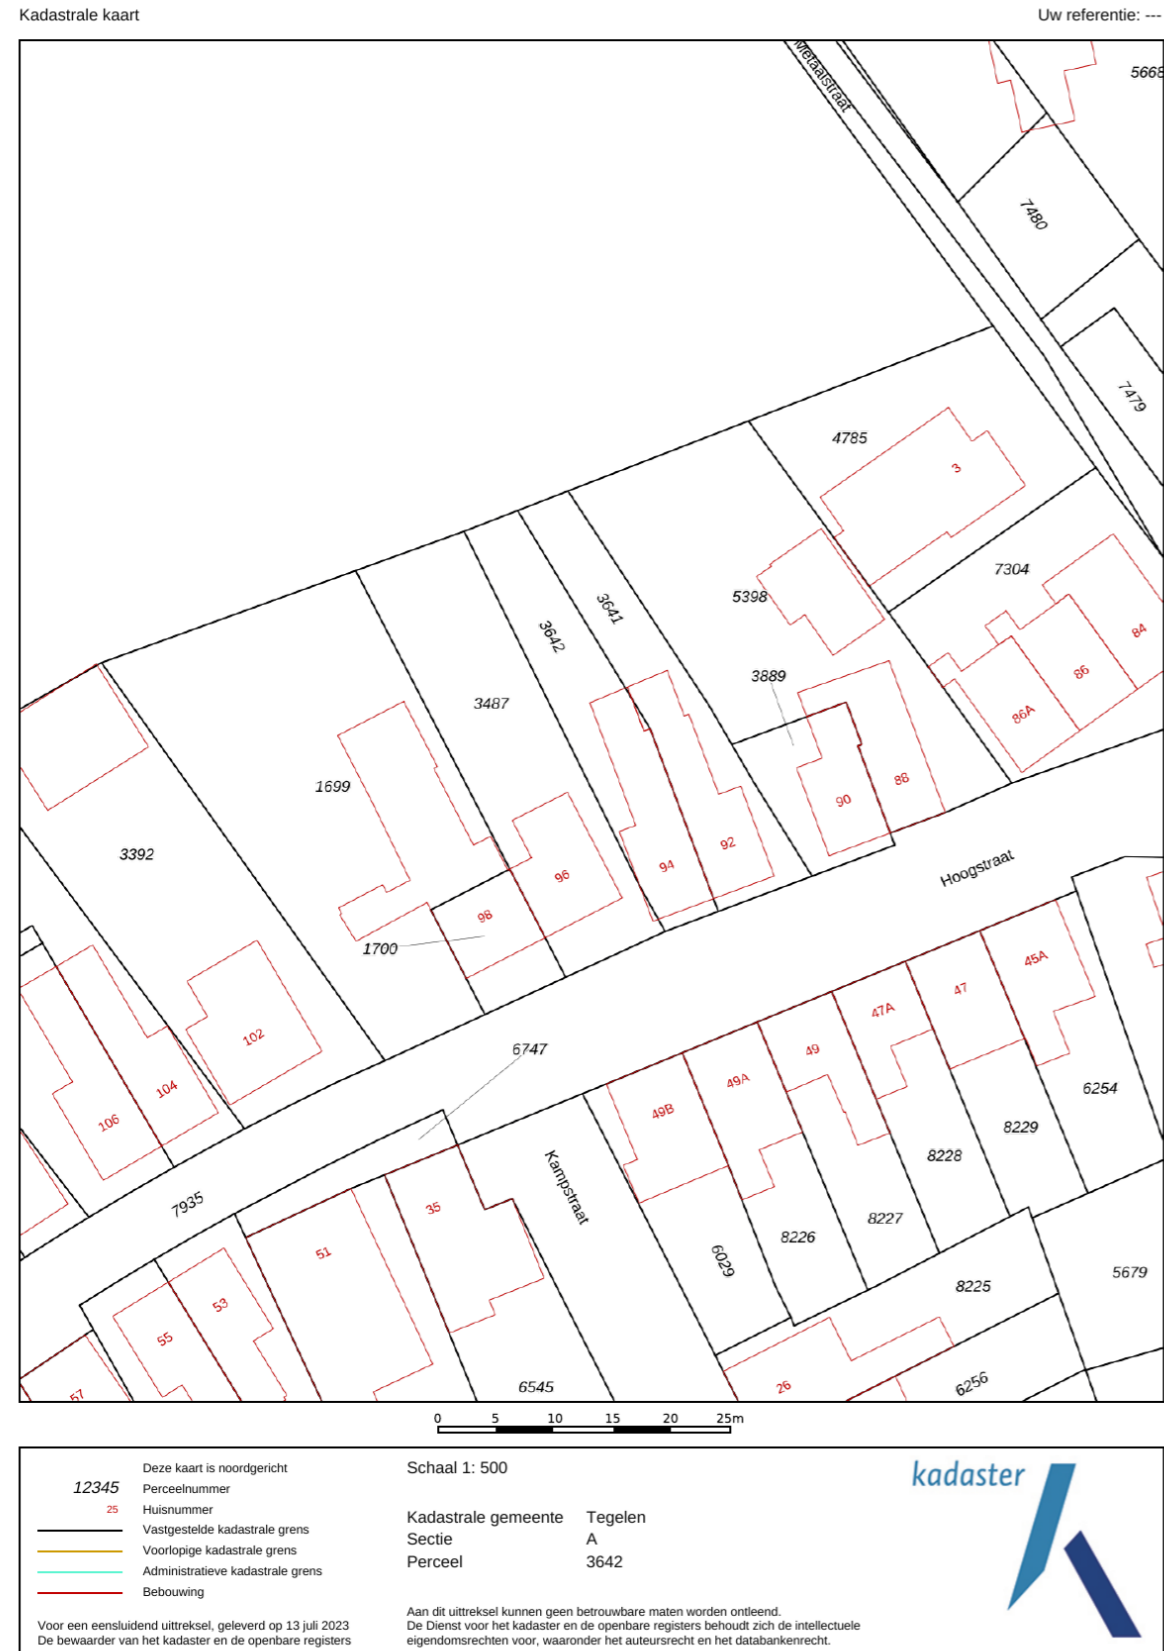 Kadastrale kaart
Uw referentie: ---
Metaalstraat
5668
7480
7479
4785
3
7304
5398
3641
3642
84
86
86A
3889
3487
88
90
1699
92
94
96
3392
98
Hoogstraat
1700
45A
47
47A
102
6747
49
49A
6254
104
49B
8229
106
8228
Kampstraat
7935
35
8227
8226
51
6029
5679
8225
53
55
26
6256
6545
57
0 5 10 15 20 25m
Deze kaart is noordgericht
12345 Perceelnummer
25 Huisnummer
Vastgestelde kadastrale grens
Voorlopige kadastrale grens
Administratieve kadastrale grens
Bebouwing
Voor een eensluidend uittreksel, geleverd op 13 juli 2023
De bewaarder van het kadaster en de openbare registers
Schaal 1: 500
Kadastrale gemeente Tegelen
Sectie A
Perceel 3642
Aan dit uittreksel kunnen geen betrouwbare maten worden ontleend.
De Dienst voor het kadaster en de openbare registers behoudt zich de intellectuele
eigendomsrechten voor, waaronder het auteursrecht en het databankenrecht.
kadaster